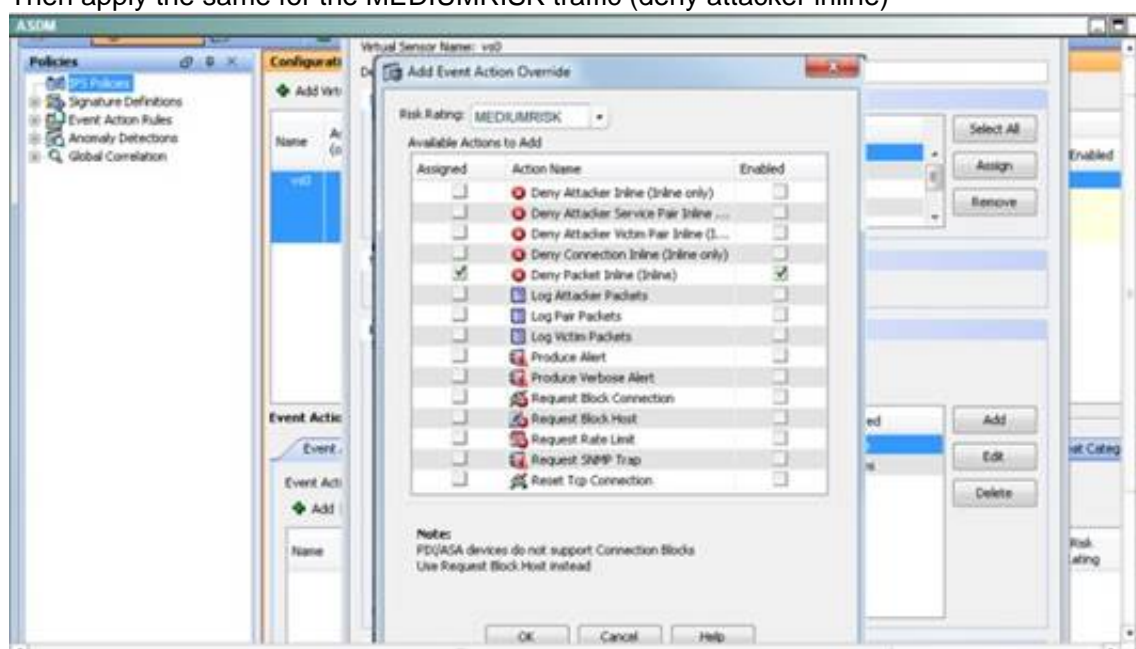 Then apply the same for the MEDIUMRISK traffic (deny attacker inline)
ASDM
Policies
IPS Policies
Signature Definitions
Event Action Rules
Anomaly Detections
Global Correlation
Virtual Sensor Name: vs0
Add Event Action Override
Risk Rating: MEDIUMRISK
Available Actions to Add
Assigned Action Name Enabled
Deny Attacker Inline (Inline only)
Deny Attacker Service Pair Inline ....
Deny Attacker Victim Pair Inline (I...
Deny Connection Inline (Inline only)
Deny Packet Inline (Inline)
Log Attacker Packets
Log Pair Packets
Log Victim Packets
Produce Alert
Produce Verbose Alert
Request Block Connection
Request Block Host
Request Rate Limit
Request SNMP Trap
Reset Tcp Connection
Note:
PIX/ASA devices do not support Connection Blocks
Use Request Block Host instead
OK Cancel Help
Configurati
Add Virt
Name
vs0
Event Actio
Event
Event Acti
Add
Name
Select All
Assign
Remove
Enabled
Add
Edit
Delete
at Categ
Risk
ating